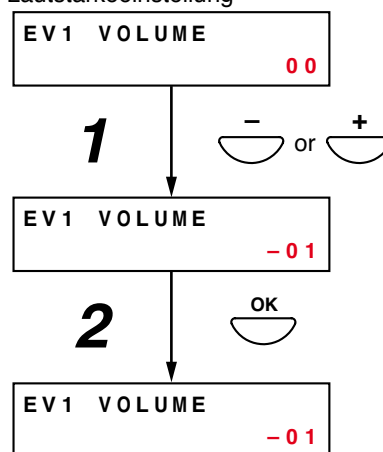 Lautstärkeeinstellung
EV1 VOLUME
00
1
– or +
EV1 VOLUME
–01
2
OK
EV1 VOLUME
–01